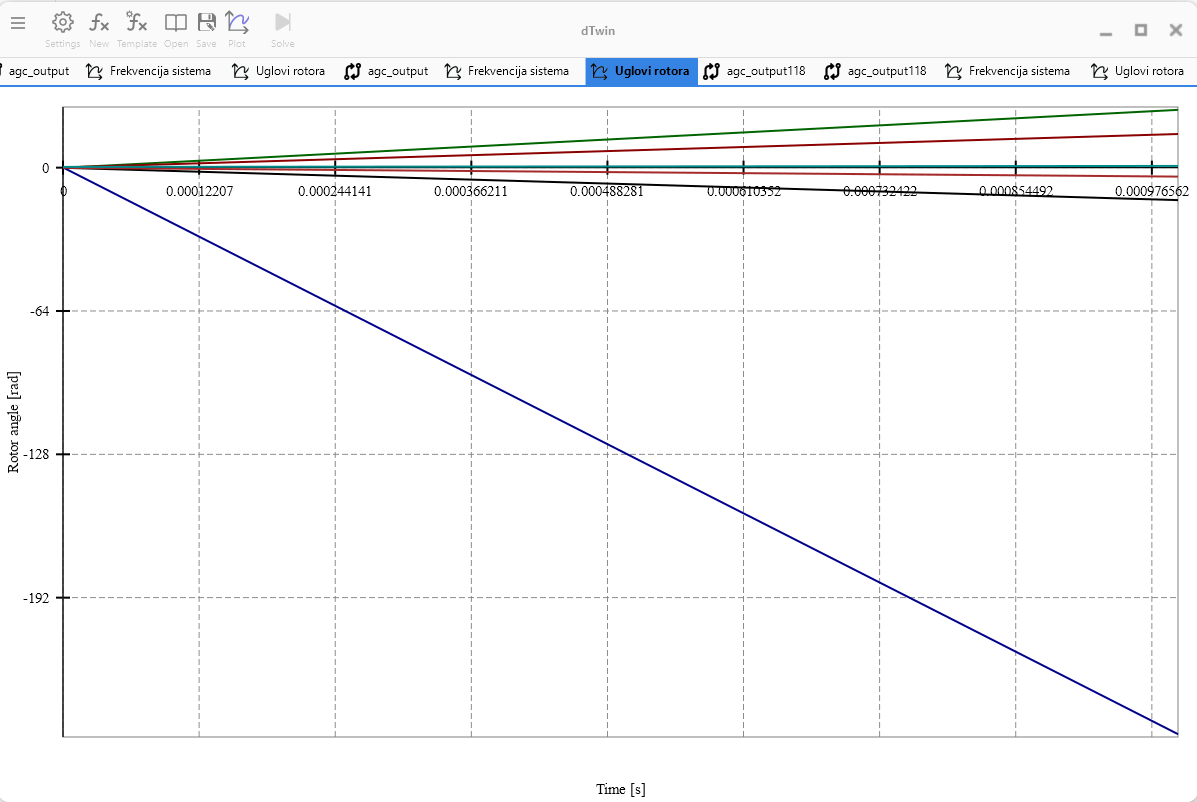 dTwin
Settings New Template Open Save Plot Solve
agc_output Frekvencija sistema Uglovi rotora agc_output Frekvencija sistema Uglovi rotora agc_output118 agc_output118 Frekvencija sistema Uglovi rotora
0
0 0.00012207 0.000244141 0.000366211 0.000488281 0.000610352 0.000732422 0.000854492 0.000976562
-64
Rotor angle [rad]
-128
-192
Time [s]